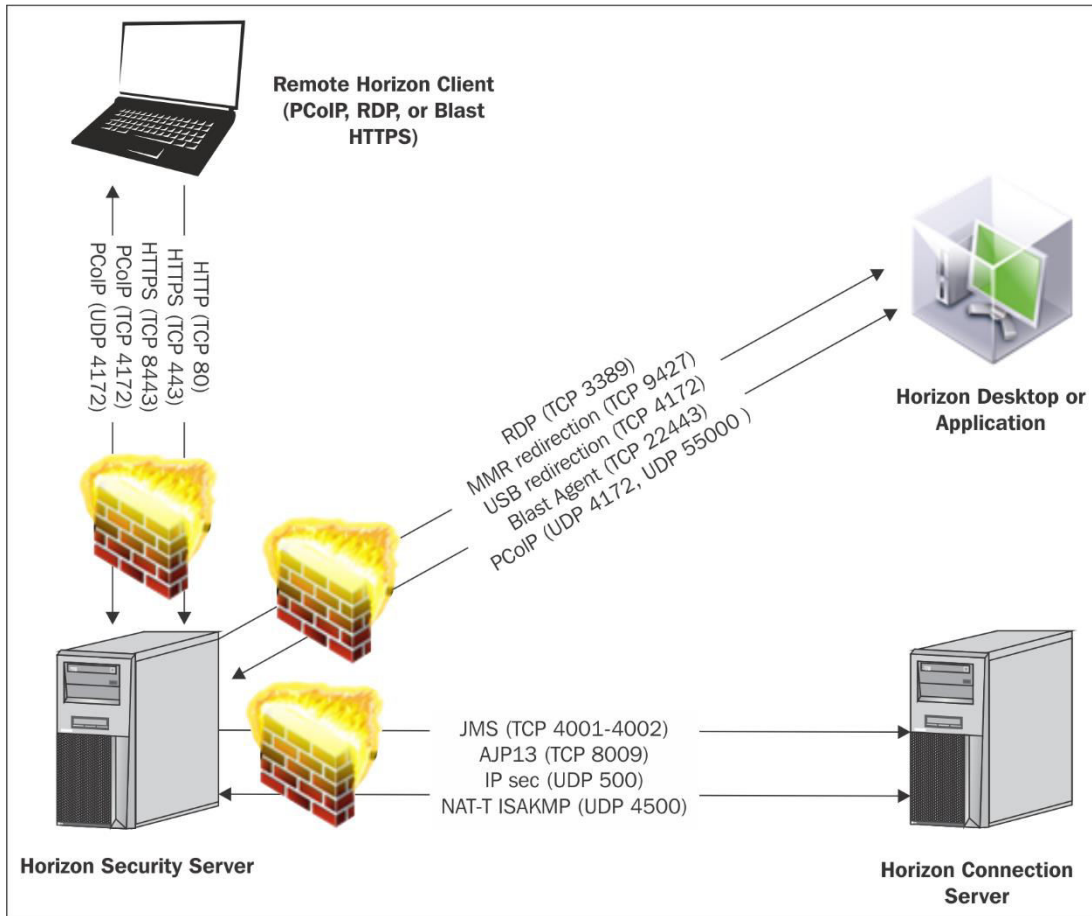 Remote Horizon Client
(PCoIP, RDP, or Blast
HTTPS)
HTTP (TCP 80)
HTTPS (TCP 443)
HTTPS (TCP 8443)
PCoIP (TCP 4172)
PCoIP (UDP 4172)
Horizon Desktop or
Application
RDP (TCP 3389)
MMR redirection (TCP 9427)
USB redirection (TCP 4172)
Blast Agent (TCP 22443)
PCoIP (UDP 4172, UDP 55000 )
JMS (TCP 4001-4002)
AJP13 (TCP 8009)
IP sec (UDP 500)
NAT-T ISAKMP (UDP 4500)
Horizon Security Server
Horizon Connection
Server